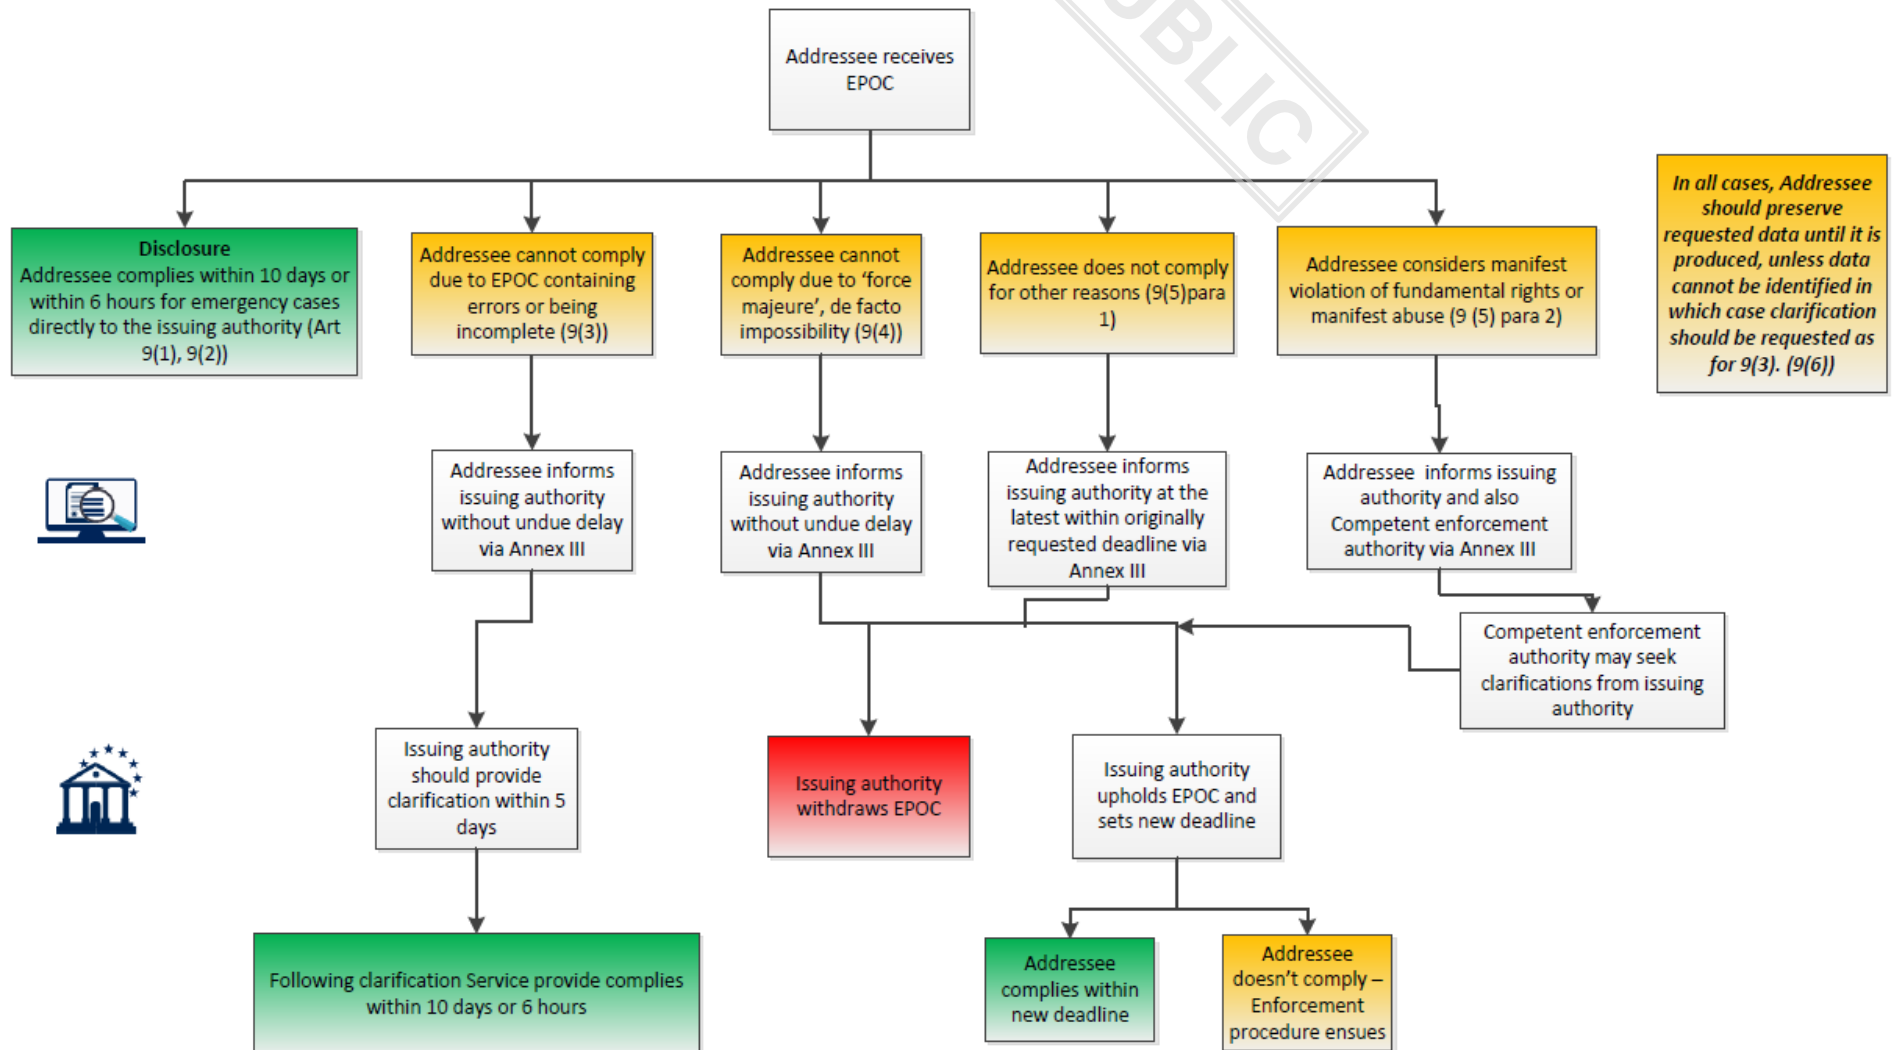 Addressee receives
EPOC
Disclosure
Addressee complies within 10 days or
within 6 hours for emergency cases
directly to the issuing authority (Art
9(1), 9(2))
Addressee cannot comply
due to EPOC containing
errors or being
incomplete (9(3))
Addressee cannot
comply due to ‘force
majeure’, de facto
impossibility (9(4))
Addressee does not comply
for other reasons (9(5)para
1)
Addressee considers manifest
violation of fundamental rights or
manifest abuse (9 (5) para 2)
In all cases, Addressee
should preserve
requested data until it is
produced, unless data
cannot be identified in
which case clarification
should be requested as
for 9(3). (9(6))
Addressee informs
issuing authority
without undue delay
via Annex III
Addressee informs
issuing authority
without undue delay
via Annex III
Addressee informs
issuing authority at the
latest within originally
requested deadline via
Annex III
Addressee  informs issuing
authority and also
Competent enforcement
authority via Annex III
Competent enforcement
authority may seek
clarifications from issuing
authority
Issuing authority
should provide
clarification within 5
days
Issuing authority
withdraws EPOC
Issuing authority
upholds EPOC and
sets new deadline
Following clarification Service provide complies
within 10 days or 6 hours
Addressee
complies within
new deadline
Addressee
doesn’t comply –
Enforcement
procedure ensues